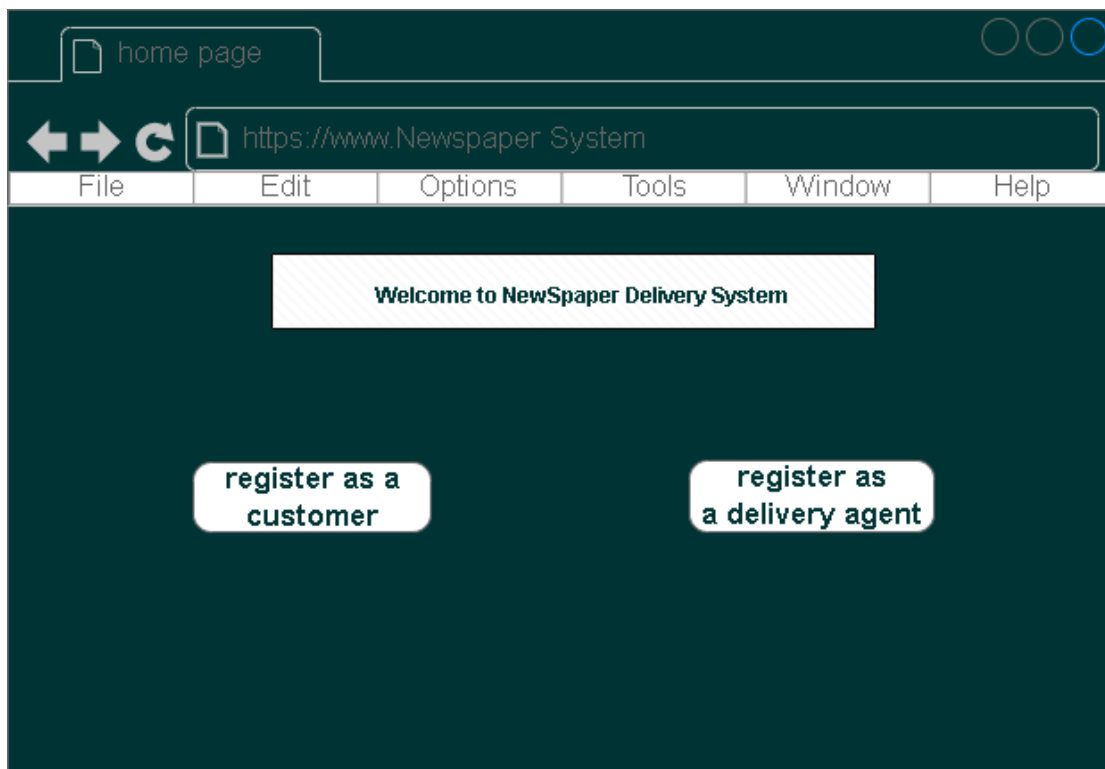 home page
https://www.Newspaper System
File Edit Options Tools Window Help
Welcome to NewSpaper Delivery System
register as a
customer
register as
a delivery agent